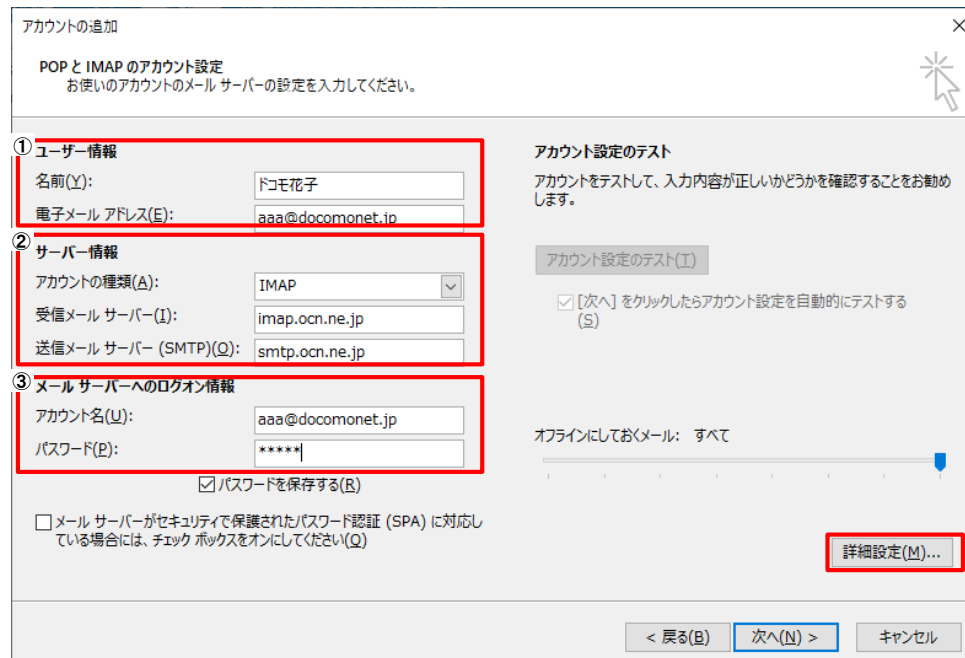 アカウントの追加
POP と IMAP のアカウント設定
お使いのアカウントのメール サーバーの設定を入力してください。
①
ユーザー情報
名前(Y):
ドコモ花子
電子メール アドレス(E):
aaa@docomonet.jp
②
サーバー情報
アカウントの種類(A):
IMAP
受信メール サーバー(I):
imap.ocn.ne.jp
送信メール サーバー (SMTP)(O):
smtp.ocn.ne.jp
③
メール サーバーへのログオン情報
アカウント名(U):
aaa@docomonet.jp
パスワード(P):
*****
パスワードを保存する(R)
メール サーバーがセキュリティで保護されたパスワード認証 (SPA) に対応し
ている場合には、チェック ボックスをオンにしてください(Q)
アカウント設定のテスト
アカウントをテストして、入力内容が正しいかどうかを確認することをお勧め
します。
アカウント設定のテスト(T)
[次へ] をクリックしたらアカウント設定を自動的にテストする
(S)
オフラインにしておくメール: すべて
詳細設定(M)...
< 戻る(B)
次へ(N) >
キャンセル